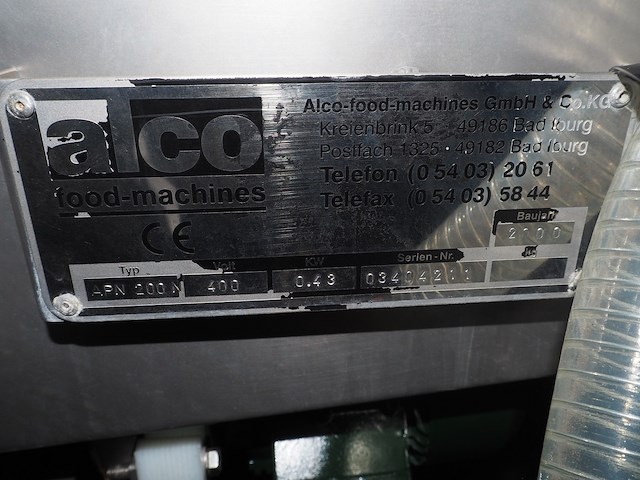 alco
food-machines
Alco-food-machines GmbH & Co.KG
Kreienbrink 5 49186 Bad Iburg
Postfach 1325 · 49182 Bad Iburg
Telefon (0 54 03) 20 61
Telefax (0 54 03) 58 44
CE
Baujahr
Typ Volt KW Serien-Nr.
APN 200 N 400 0.43